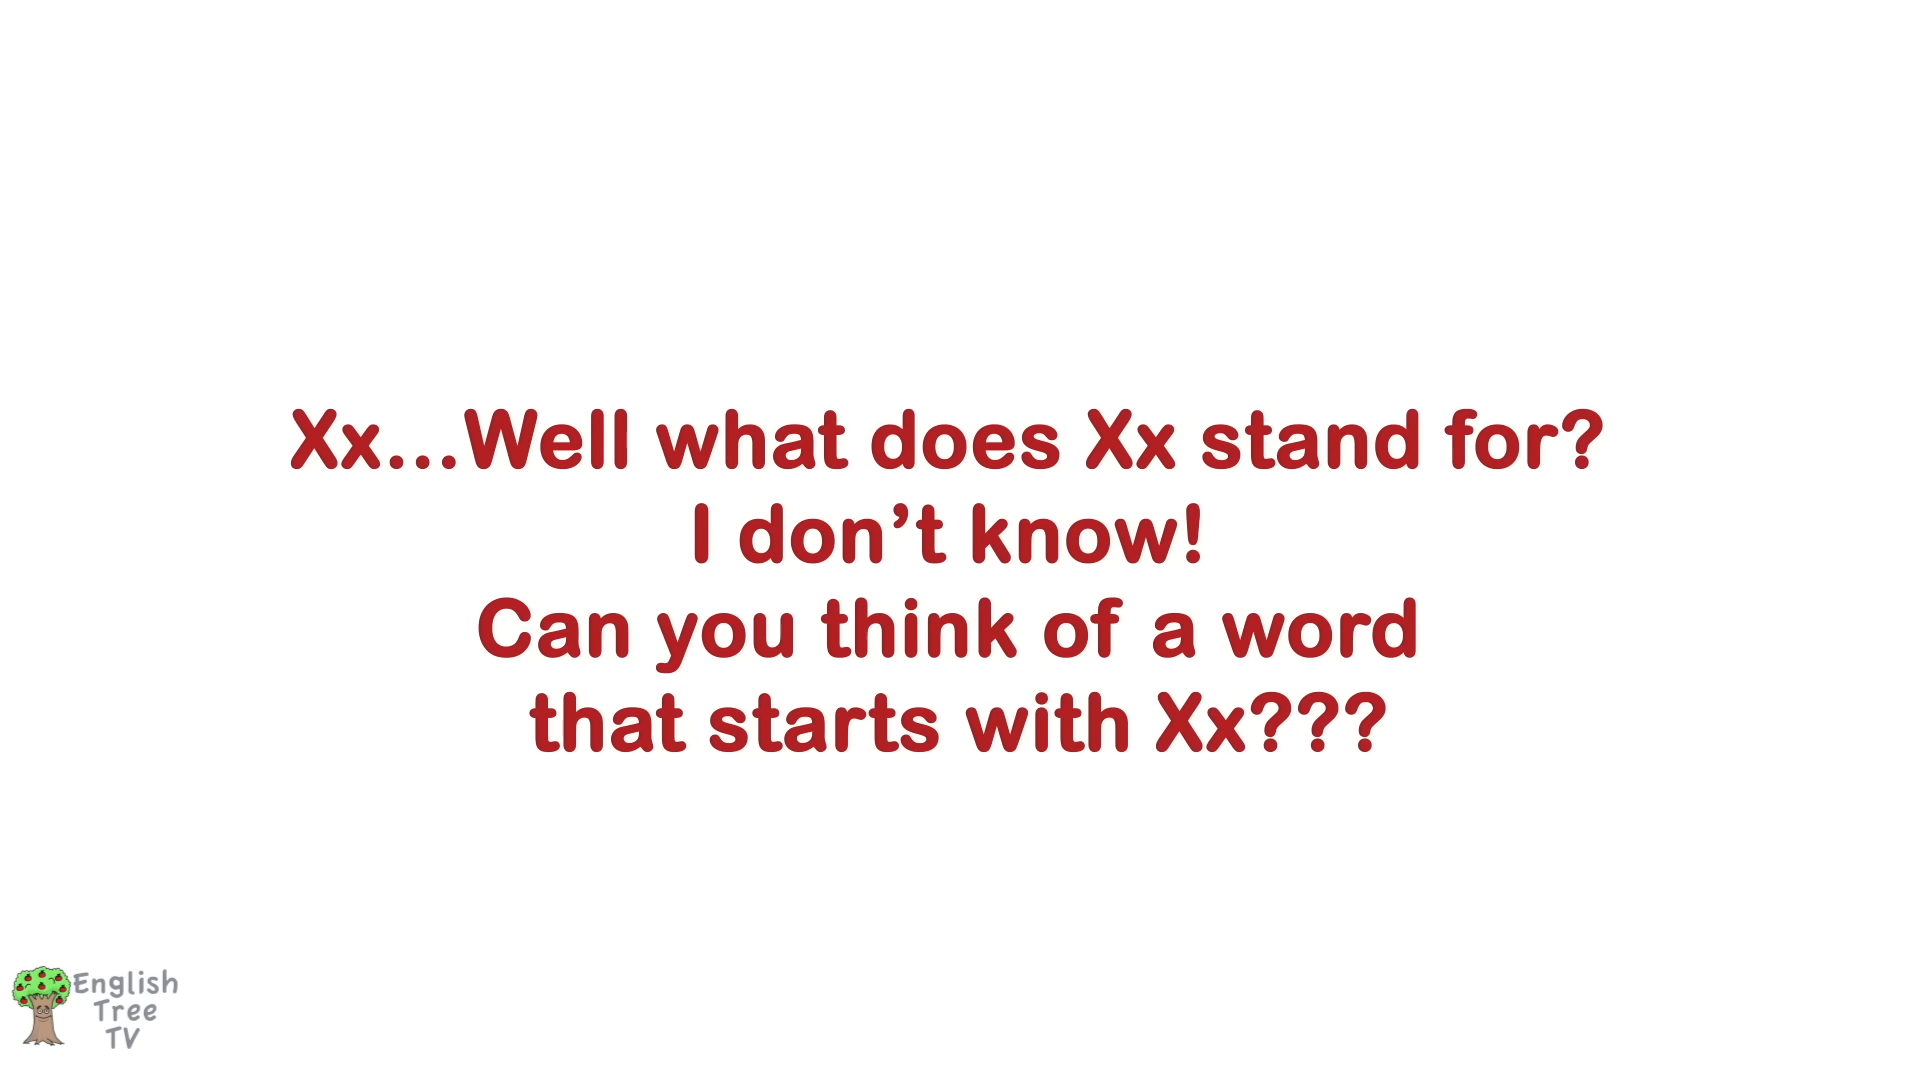 Xx...Well what does Xx stand for?
I don’t know!
Can you think of a word
that starts with Xx???
English
Tree
TV